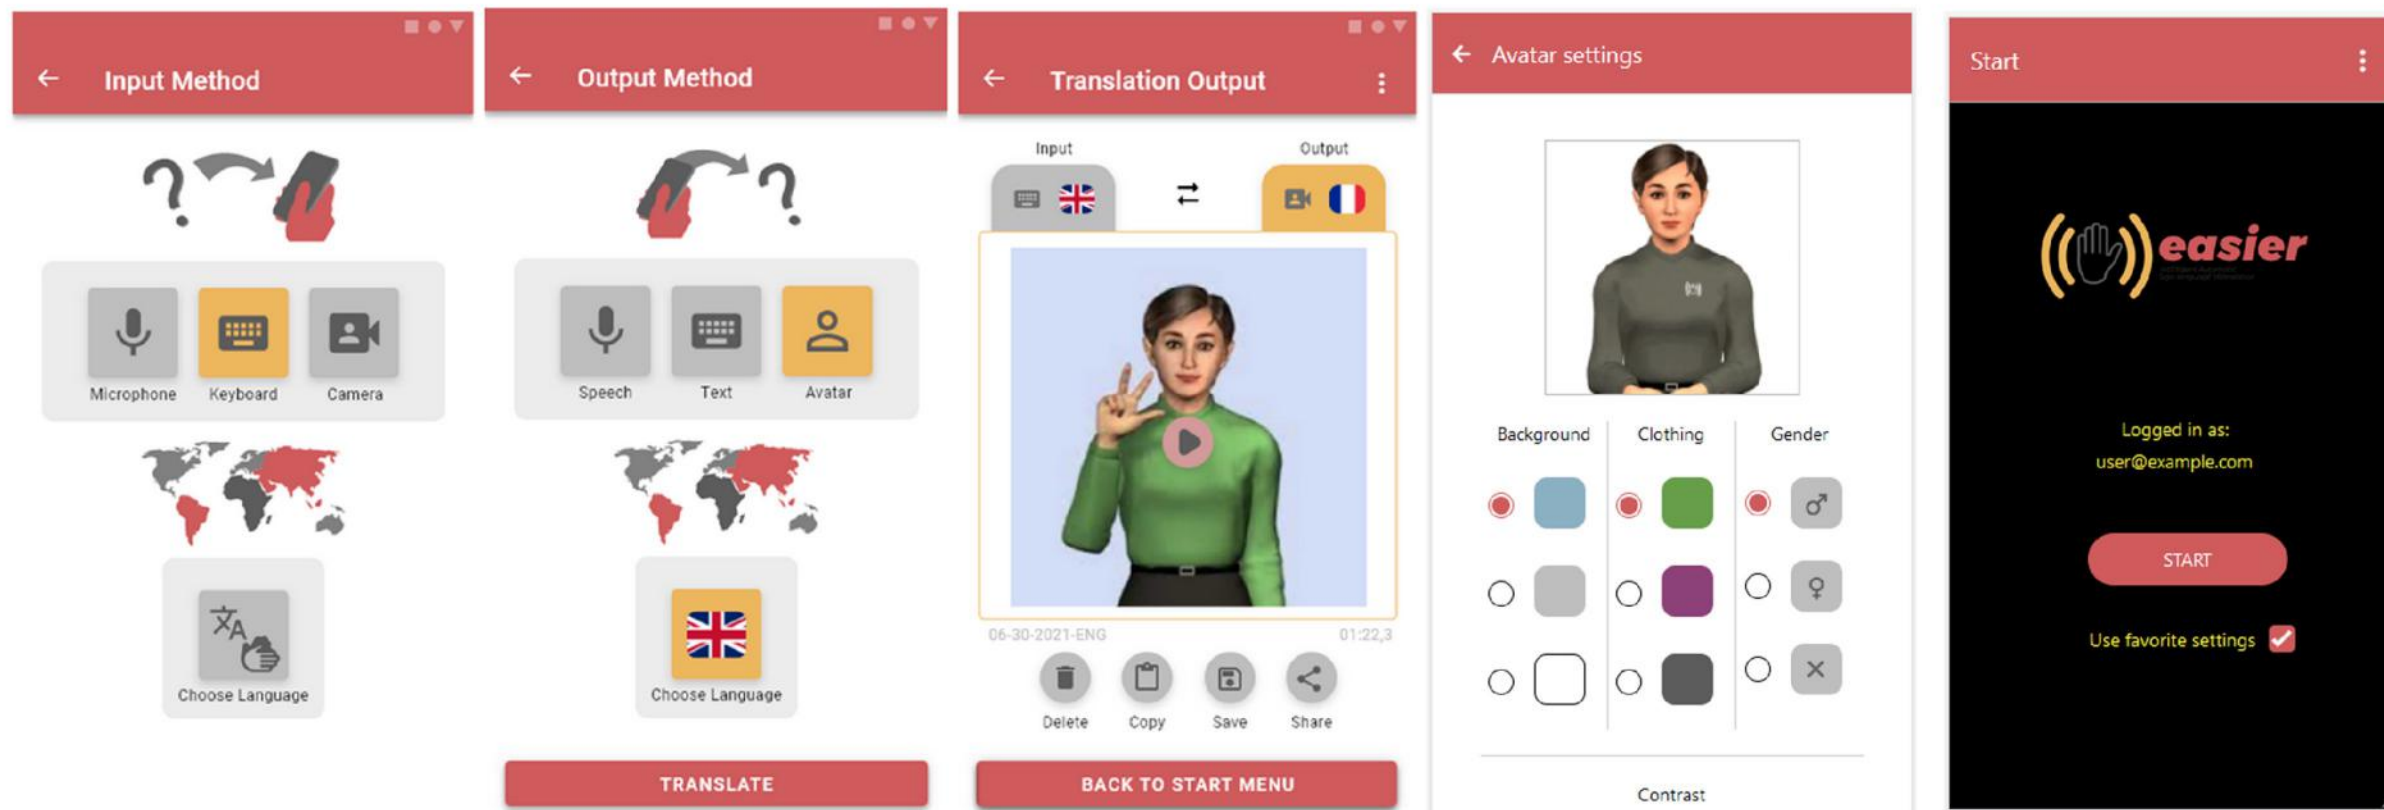 Input Method
Microphone
Keyboard
Camera
Choose Language
Output Method
Speech
Text
Avatar
Choose Language
TRANSLATE
Translation Output
Input
Output
06-30-2021-ENG
01:22,3
Delete
Copy
Save
Share
BACK TO START MENU
Avatar settings
Background
Clothing
Gender
Contrast
Start
easier
Logged in as:
user@example.com
START
Use favorite settings